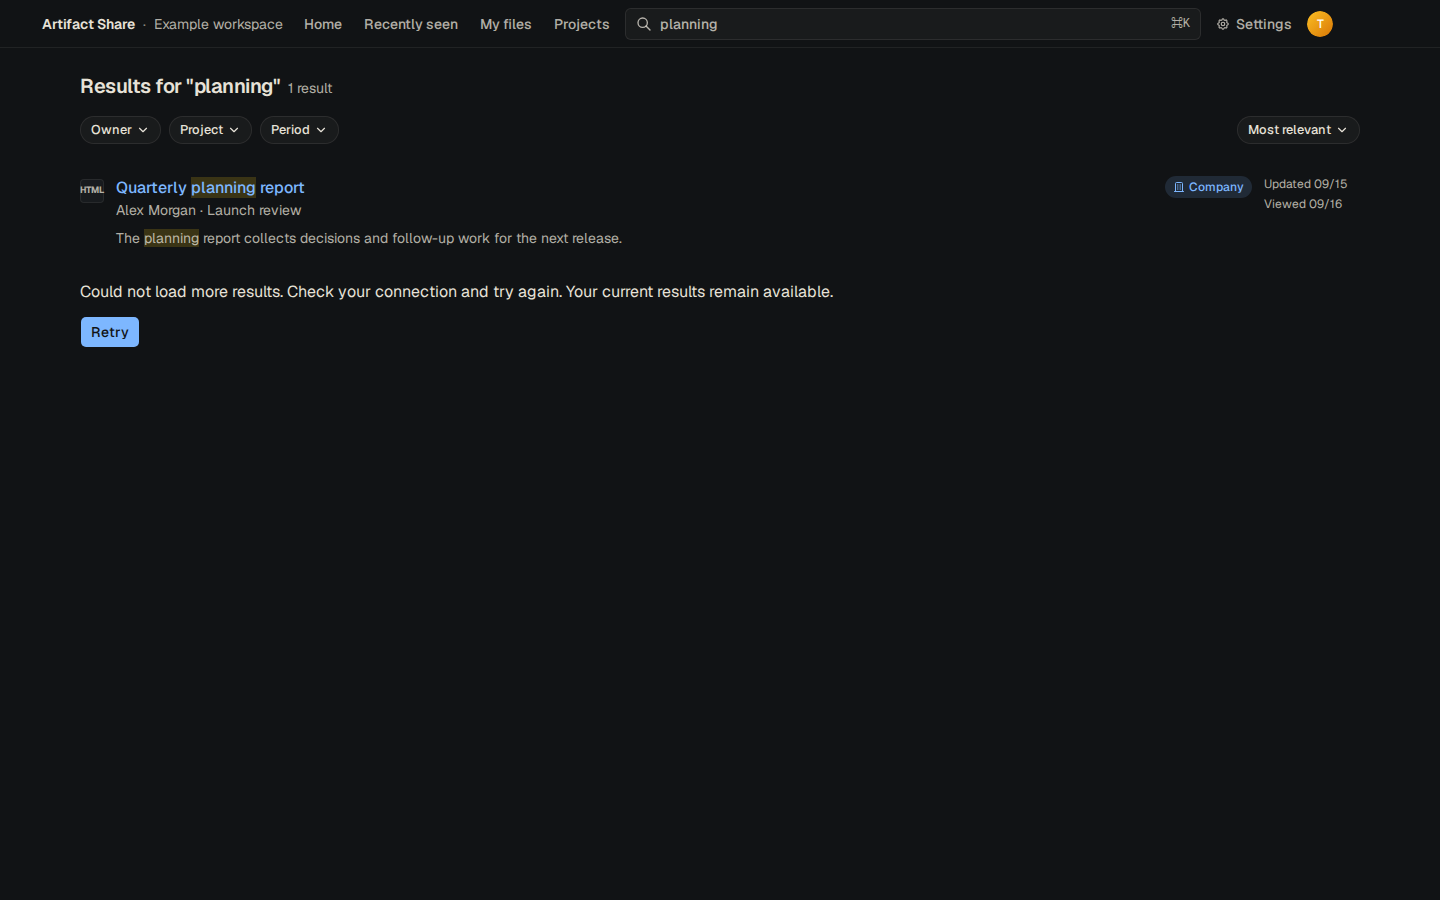 Artifact Share · Example workspace Home Recently seen My files Projects planning ⌘K Settings T
Results for "planning" 1 result
Owner Project Period Most relevant
HTML Quarterly planning report Company Updated 09/15
Alex Morgan · Launch review Viewed 09/16
The planning report collects decisions and follow-up work for the next release.
Could not load more results. Check your connection and try again. Your current results remain available.
Retry